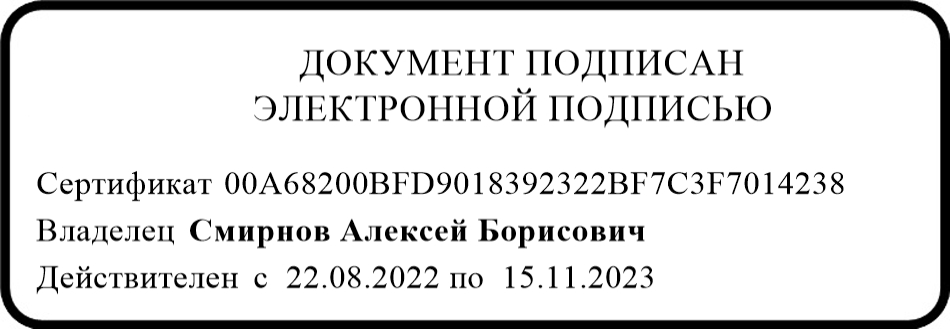 ДОКУМЕНТ ПОДПИСАН
ЭЛЕКТРОННОЙ ПОДПИСЬЮ
Сертификат 00A68200BFD9018392322BF7C3F7014238
Владелец Смирнов Алексей Борисович
Действителен с 22.08.2022 по 15.11.2023